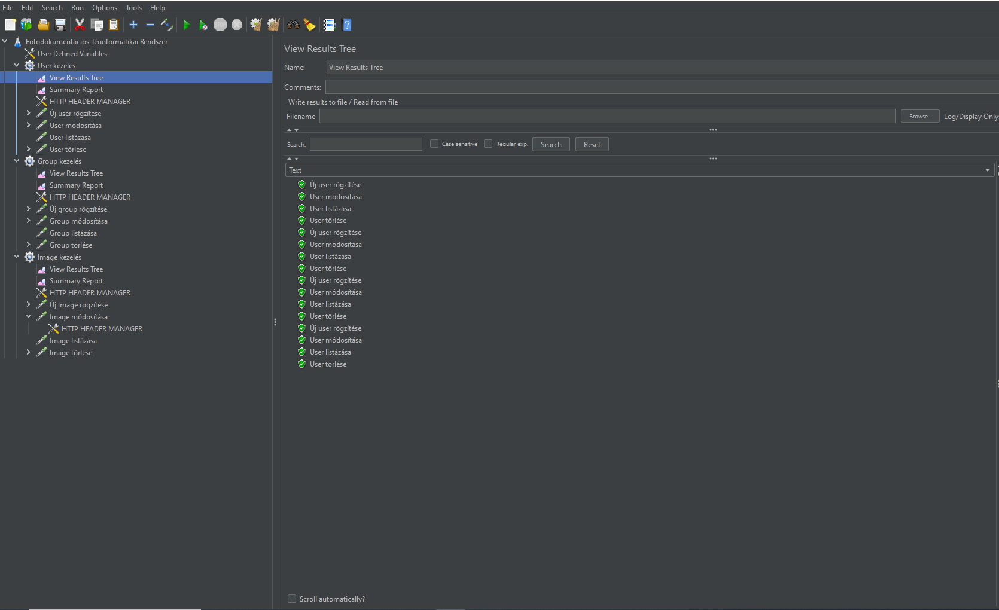 File Edit Search Run Options Tools Help
Fotodokumentációs Térinformatikai Rendszer
User Defined Variables
User kezelés
View Results Tree
Summary Report
HTTP HEADER MANAGER
Új user rögzítése
User módosítása
User listázása
User törlése
Group kezelés
View Results Tree
Summary Report
HTTP HEADER MANAGER
Új group rögzítése
Group módosítása
Group listázása
Group törlése
Image kezelés
View Results Tree
Summary Report
HTTP HEADER MANAGER
Új Image rögzítése
Image módosítása
HTTP HEADER MANAGER
Image listázása
Image törlése
View Results Tree
Name: View Results Tree
Comments:
Write results to file / Read from file
Filename Browse... Log/Display Only:
Search: Case sensitive Regular exp. Search Reset
Text
Új user rögzítése
User módosítása
User listázása
User törlése
Új user rögzítése
User módosítása
User listázása
User törlése
Új user rögzítése
User módosítása
User listázása
User törlése
Új user rögzítése
User módosítása
User listázása
User törlése
Scroll automatically?